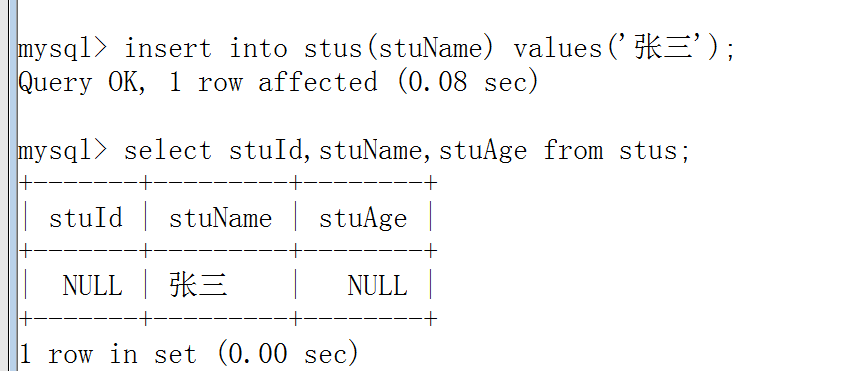 mysql> insert into stus(stuName) values('张三');
Query OK, 1 row affected (0.08 sec)
mysql> select stuId,stuName,stuAge from stus;
+-------+---------+--------+
| stuId | stuName | stuAge |
+-------+---------+--------+
|  NULL | 张三    |   NULL |
+-------+---------+--------+
1 row in set (0.00 sec)